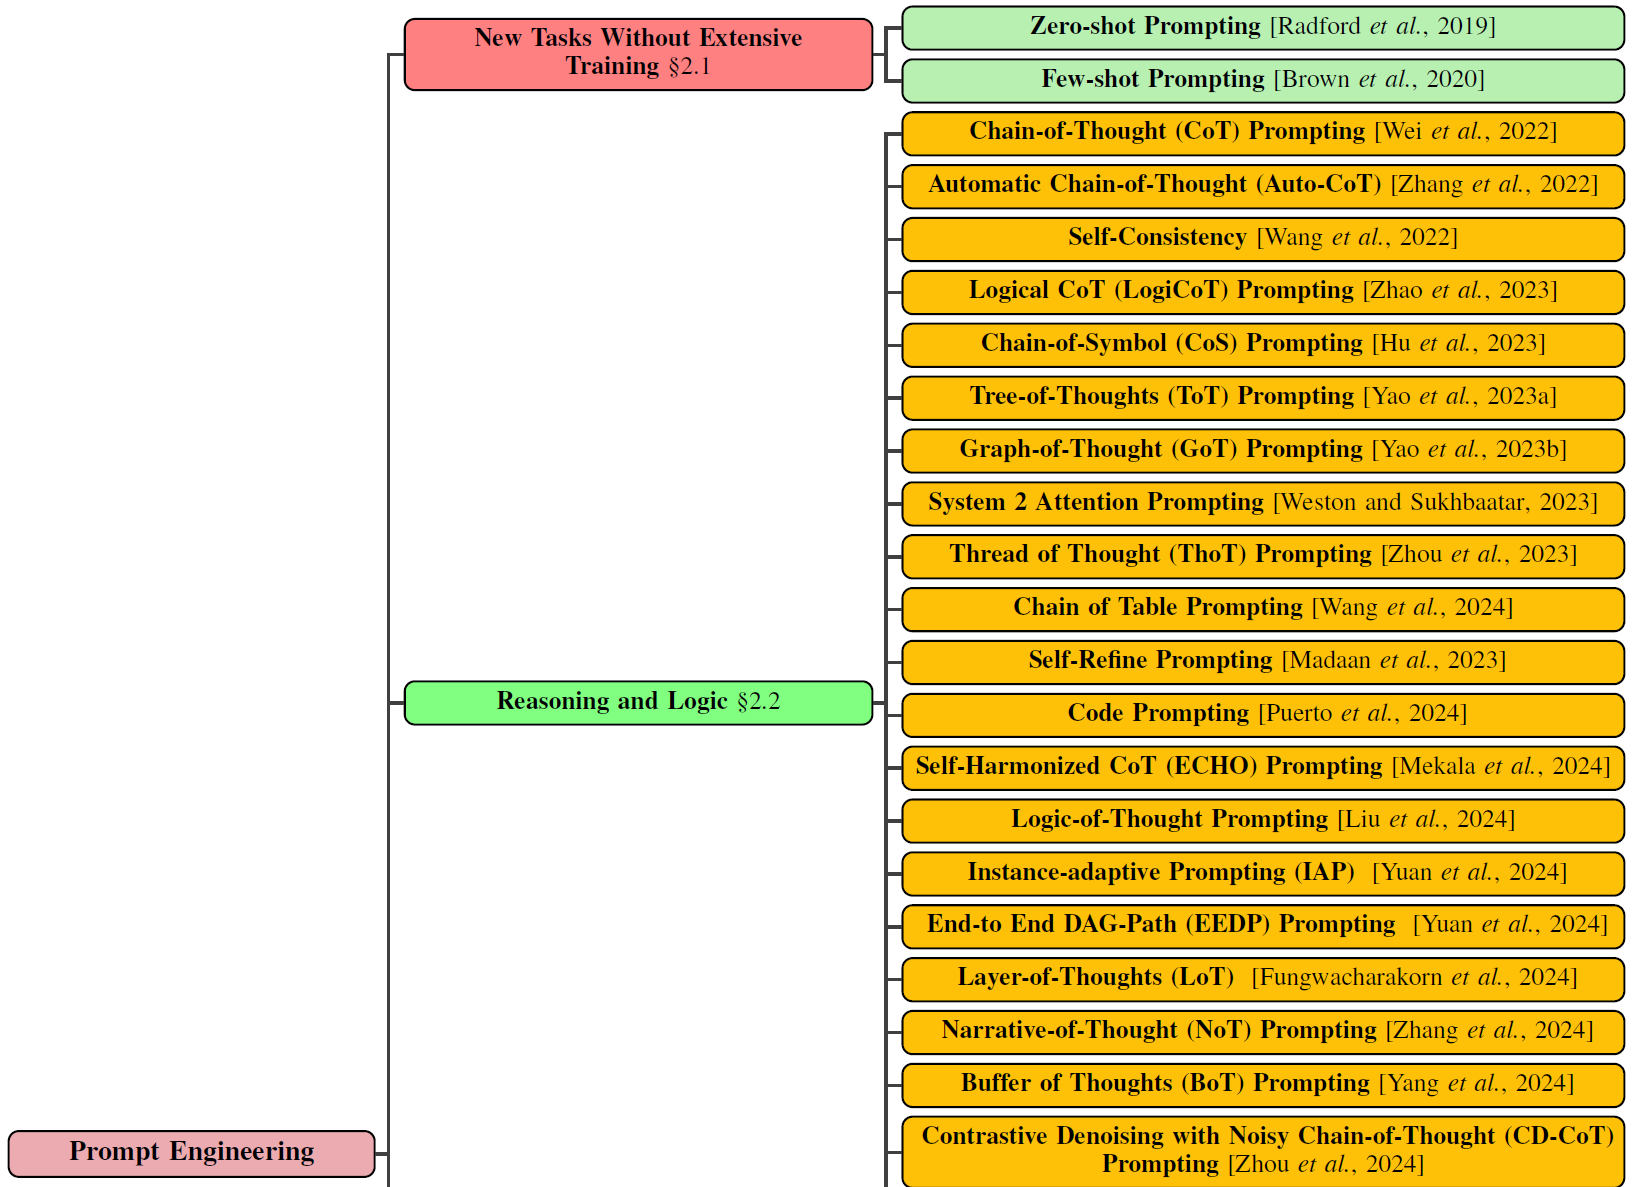 New Tasks Without Extensive
Training §2.1
Zero-shot Prompting [Radford et al., 2019]
Few-shot Prompting [Brown et al., 2020]
Chain-of-Thought (CoT) Prompting [Wei et al., 2022]
Automatic Chain-of-Thought (Auto-CoT) [Zhang et al., 2022]
Self-Consistency [Wang et al., 2022]
Logical CoT (LogiCoT) Prompting [Zhao et al., 2023]
Chain-of-Symbol (CoS) Prompting [Hu et al., 2023]
Tree-of-Thoughts (ToT) Prompting [Yao et al., 2023a]
Graph-of-Thought (GoT) Prompting [Yao et al., 2023b]
System 2 Attention Prompting [Weston and Sukhbaatar, 2023]
Thread of Thought (ThoT) Prompting [Zhou et al., 2023]
Chain of Table Prompting [Wang et al., 2024]
Self-Refine Prompting [Madaan et al., 2023]
Reasoning and Logic §2.2
Code Prompting [Puerto et al., 2024]
Self-Harmonized CoT (ECHO) Prompting [Mekala et al., 2024]
Logic-of-Thought Prompting [Liu et al., 2024]
Instance-adaptive Prompting (IAP) [Yuan et al., 2024]
End-to End DAG-Path (EEDP) Prompting [Yuan et al., 2024]
Layer-of-Thoughts (LoT) [Fungwacharakorn et al., 2024]
Narrative-of-Thought (NoT) Prompting [Zhang et al., 2024]
Buffer of Thoughts (BoT) Prompting [Yang et al., 2024]
Contrastive Denoising with Noisy Chain-of-Thought (CD-CoT)
Prompting [Zhou et al., 2024]
Prompt Engineering